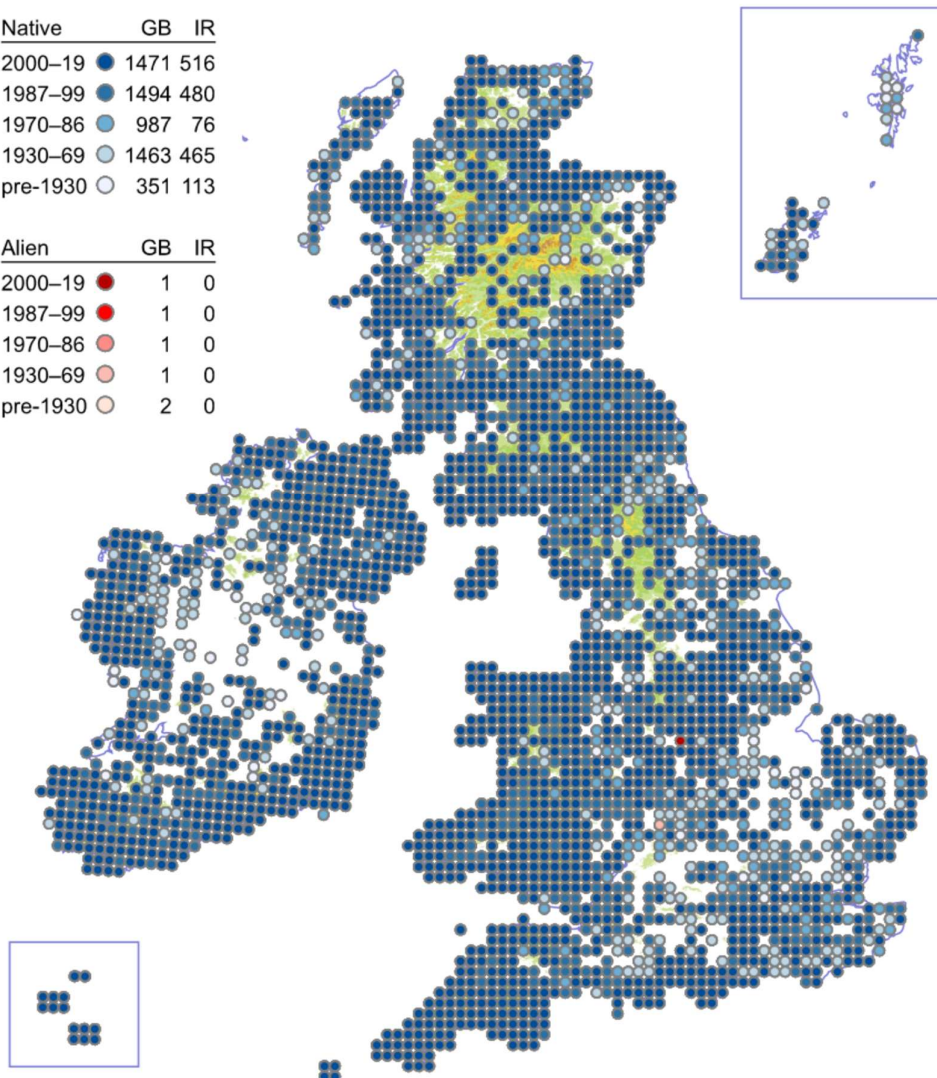 Native GB IR
2000–19 1471 516
1987–99 1494 480
1970–86 987 76
1930–69 1463 465
pre-1930 351 113
Alien GB IR
2000–19 1 0
1987–99 1 0
1970–86 1 0
1930–69 1 0
pre-1930 2 0